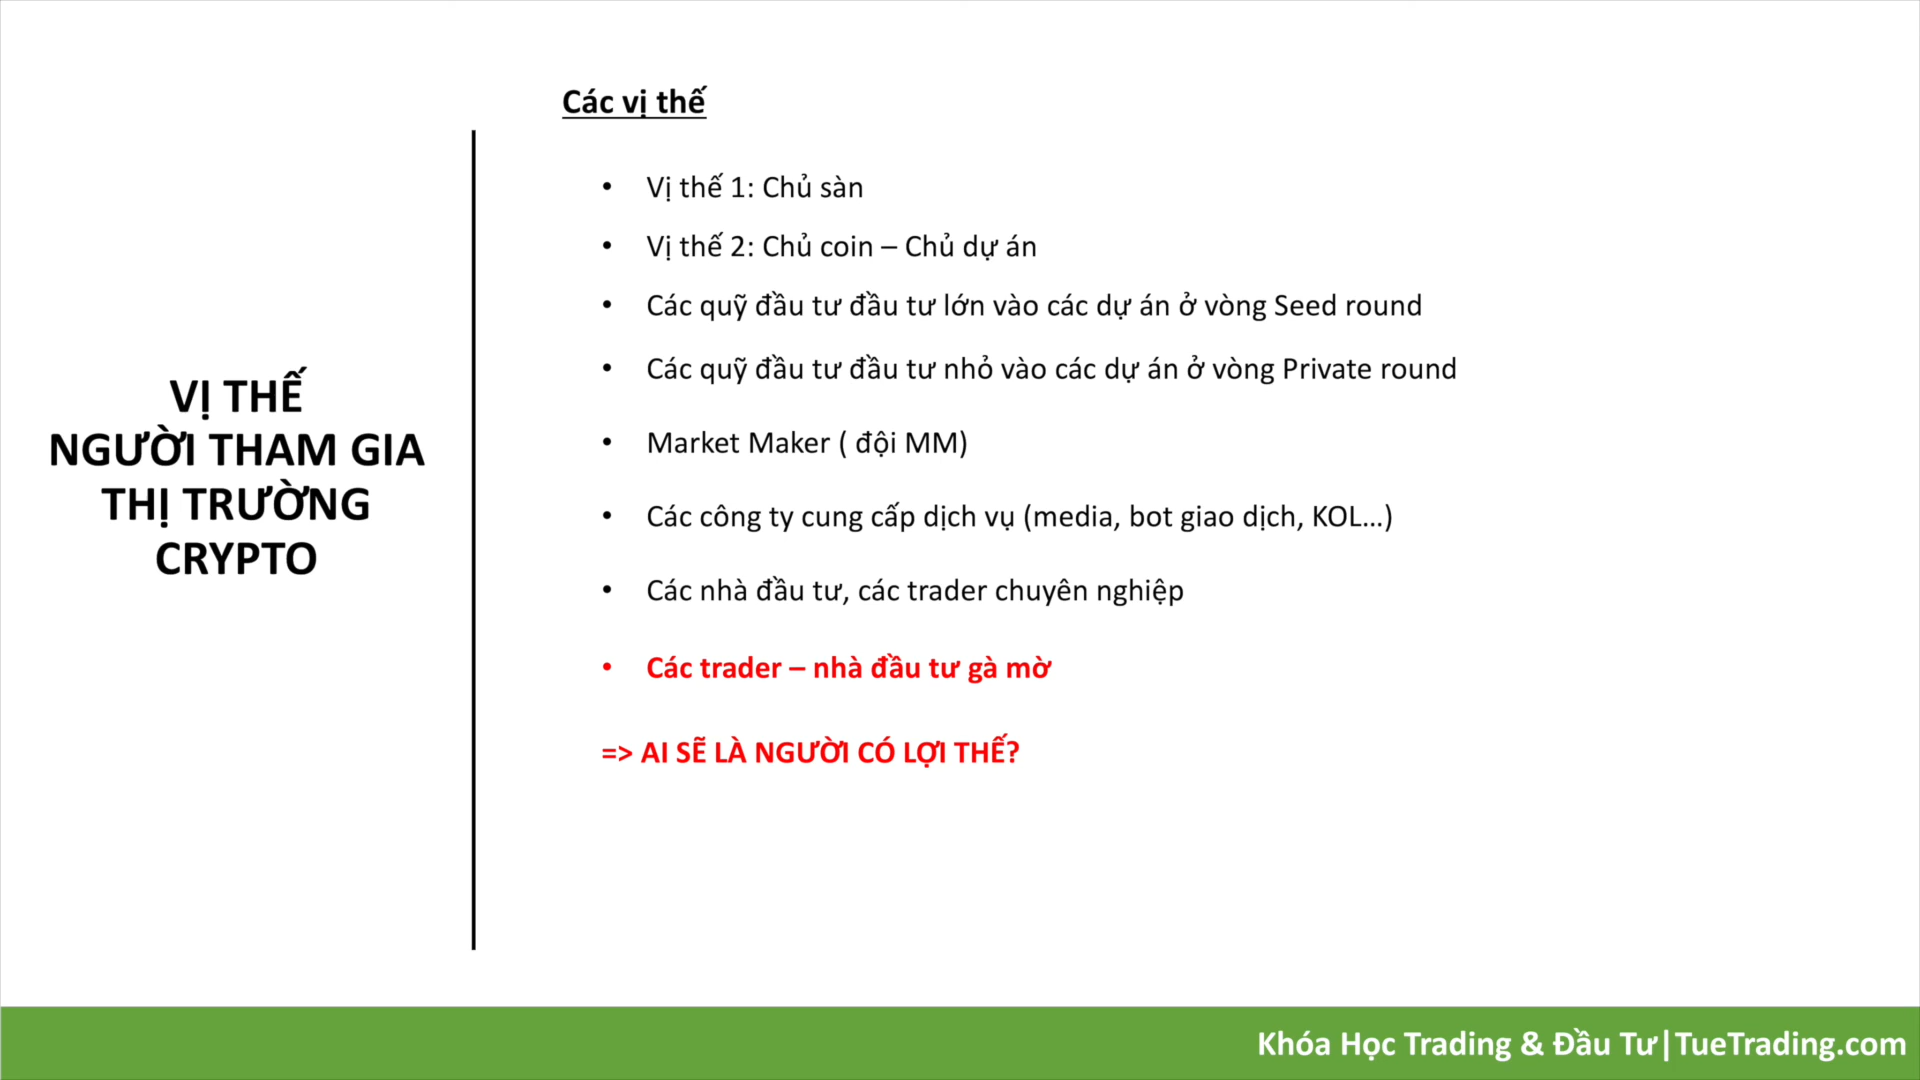 VỊ THẾ
NGƯỜI THAM GIA
THỊ TRƯỜNG
CRYPTO
Các vị thế
• Vị thế 1: Chủ sàn
• Vị thế 2: Chủ coin – Chủ dự án
• Các quỹ đầu tư đầu tư lớn vào các dự án ở vòng Seed round
• Các quỹ đầu tư đầu tư nhỏ vào các dự án ở vòng Private round
• Market Maker ( đội MM)
• Các công ty cung cấp dịch vụ (media, bot giao dịch, KOL...)
• Các nhà đầu tư, các trader chuyên nghiệp
• Các trader – nhà đầu tư gà mờ
=> AI SẼ LÀ NGƯỜI CÓ LỢI THẾ?
Khóa Học Trading & Đầu Tư|TueTrading.com